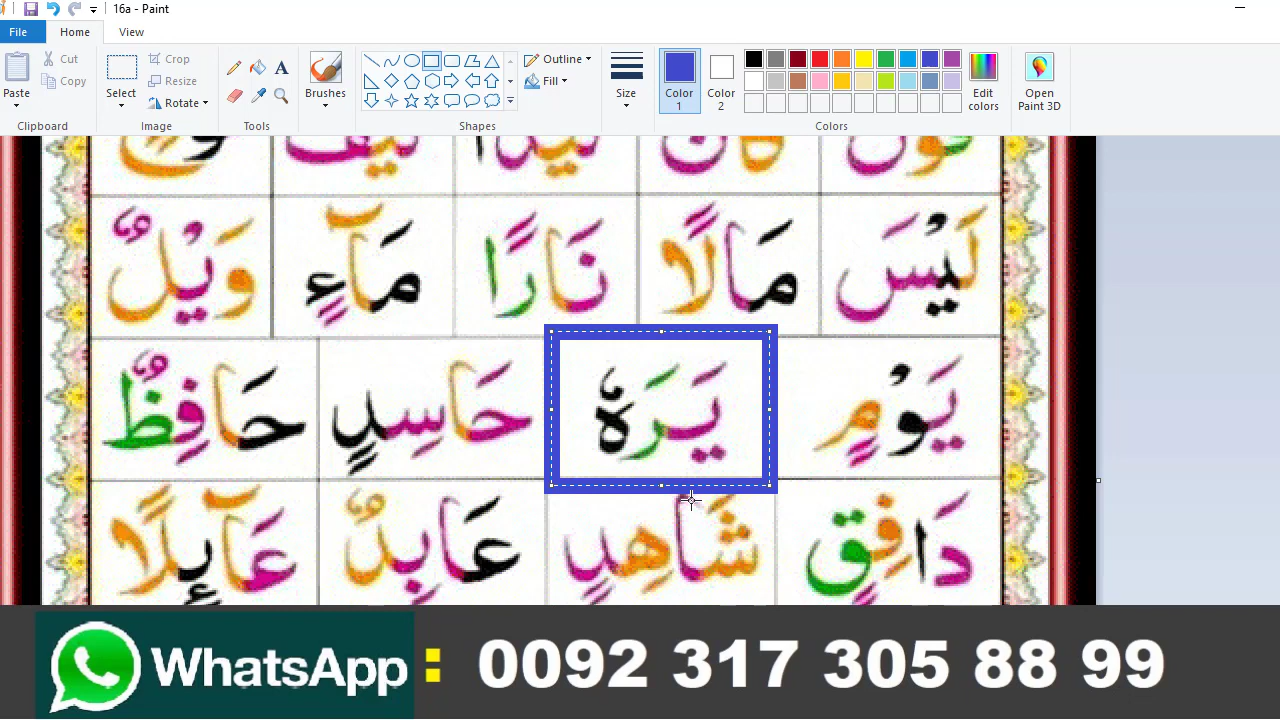 16a - Paint
File Home View
Paste Cut Copy Clipboard
Select Crop Resize Rotate Image
Tools
Brushes
Shapes Outline Fill
Size
Color 1 Color 2 Edit colors Colors
Open Paint 3D
لَيْسَ مَالًا نَارًا مَآءٍ وَيْلٌ
يَوْمٍ يَرَهٗ حَاسِدٍ حَافِظٌ
دَافِقٍ شَاهِدٍ عَابِدٌ عَآئِلًا
WhatsApp : 0092 317 305 88 99